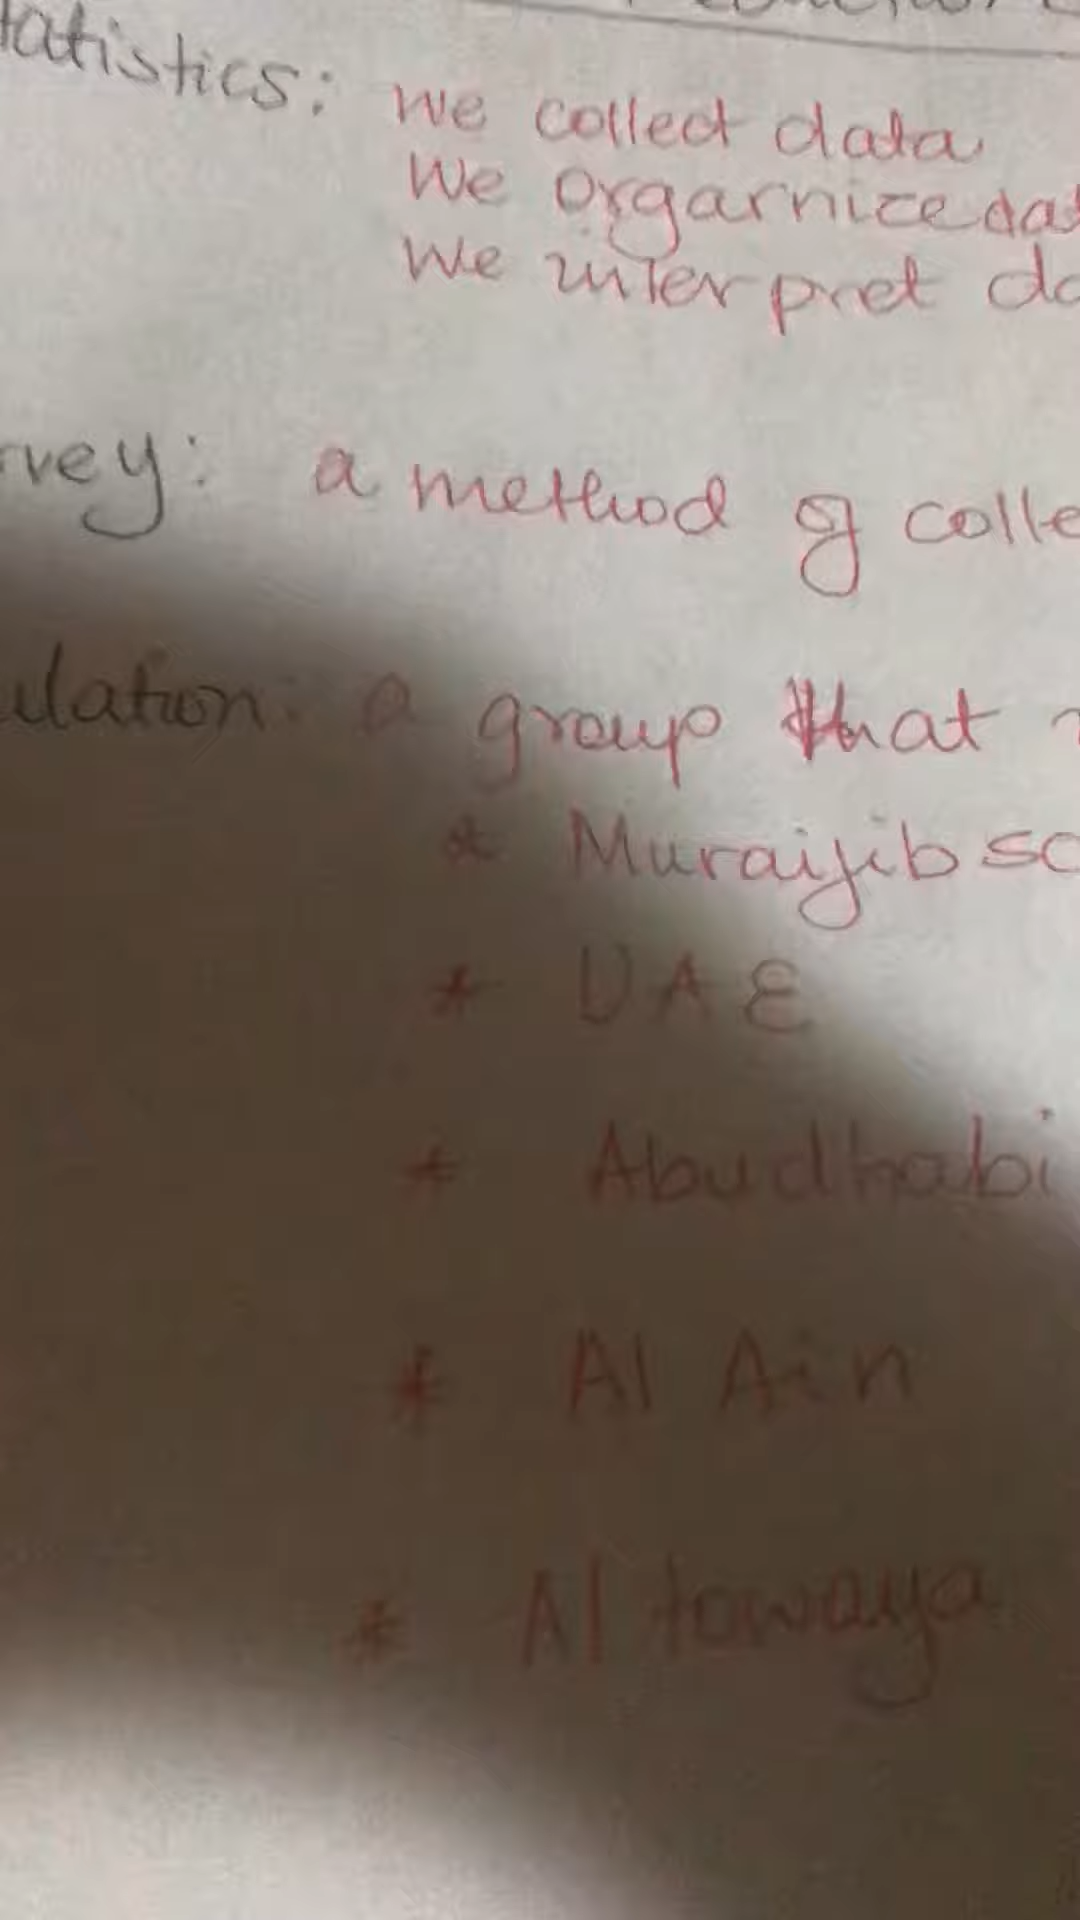 tatistics: We collect data
We Orgarnize dat
We interpret da
rvey: a method of colle
ulation: a group that
* Muraijib sc
* UAE
* Abudhabi
* Al Ain
* Al towaya